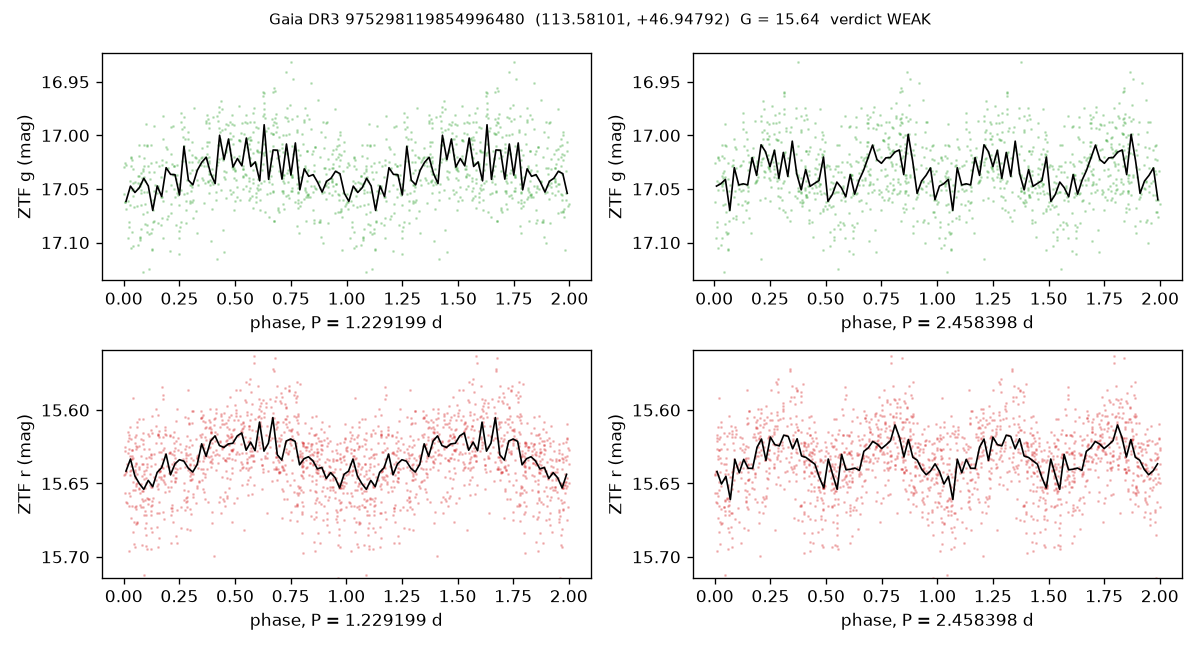 Gaia DR3 975298119854996480 (113.58101, +46.94792) G = 15.64 verdict WEAK
ZTF g (mag)
16.95
17.00
17.05
17.10
0.00 0.25 0.50 0.75 1.00 1.25 1.50 1.75 2.00
phase, P = 1.229199 d
ZTF g (mag)
16.95
17.00
17.05
17.10
0.00 0.25 0.50 0.75 1.00 1.25 1.50 1.75 2.00
phase, P = 2.458398 d
ZTF r (mag)
15.60
15.65
15.70
0.00 0.25 0.50 0.75 1.00 1.25 1.50 1.75 2.00
phase, P = 1.229199 d
ZTF r (mag)
15.60
15.65
15.70
0.00 0.25 0.50 0.75 1.00 1.25 1.50 1.75 2.00
phase, P = 2.458398 d